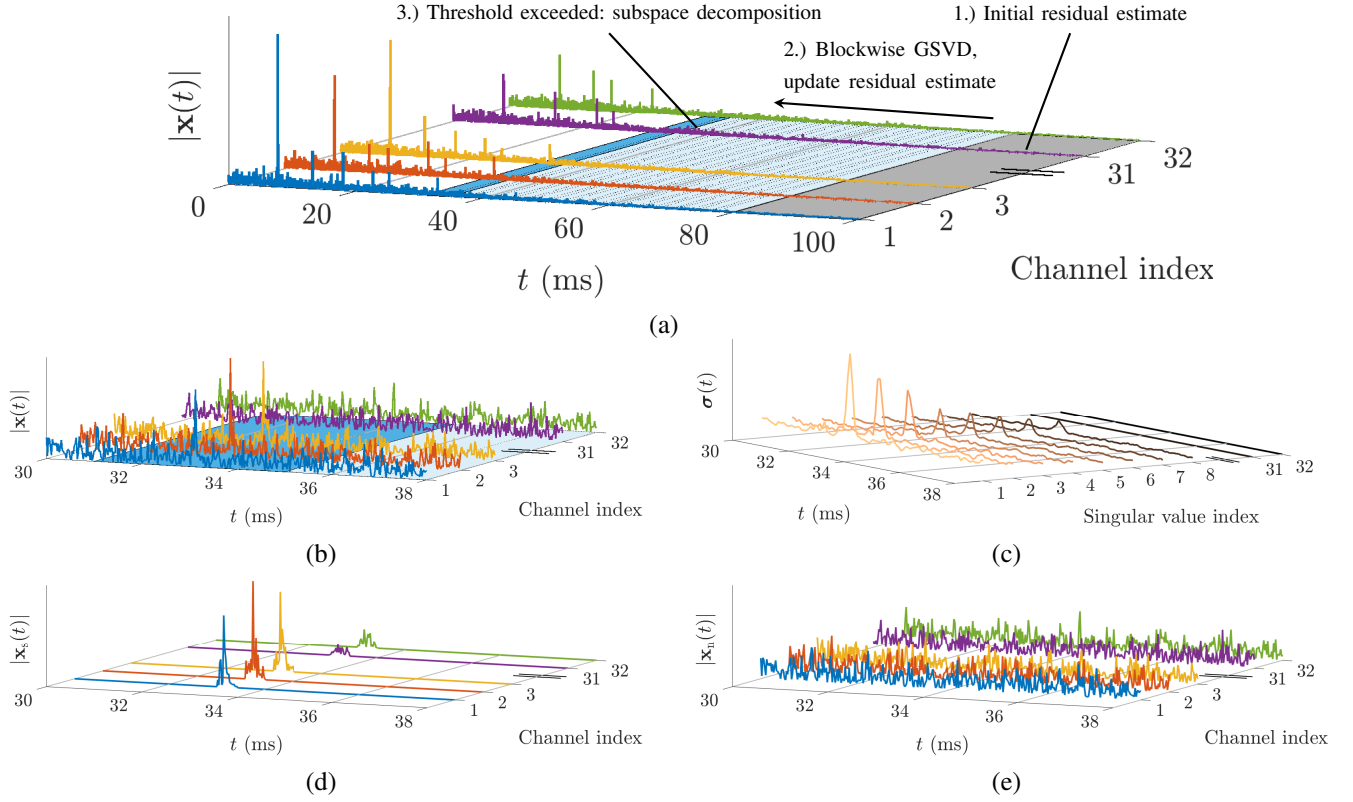 3.) Threshold exceeded: subspace decomposition
1.) Initial residual estimate
2.) Blockwise GSVD,
update residual estimate
|x(t)|
0
20
40
60
80
100
1
2
3
31
32
t (ms)
Channel index
(a)
|x(t)|
30
32
34
36
38
1
2
3
31
32
t (ms)
Channel index
(b)
σ(t)
30
32
34
36
38
1
2
3
4
5
6
7
8
31
32
t (ms)
Singular value index
(c)
|xₛ(t)|
30
32
34
36
38
1
2
3
31
32
t (ms)
Channel index
(d)
|xₙ(t)|
30
32
34
36
38
1
2
3
31
32
t (ms)
Channel index
(e)